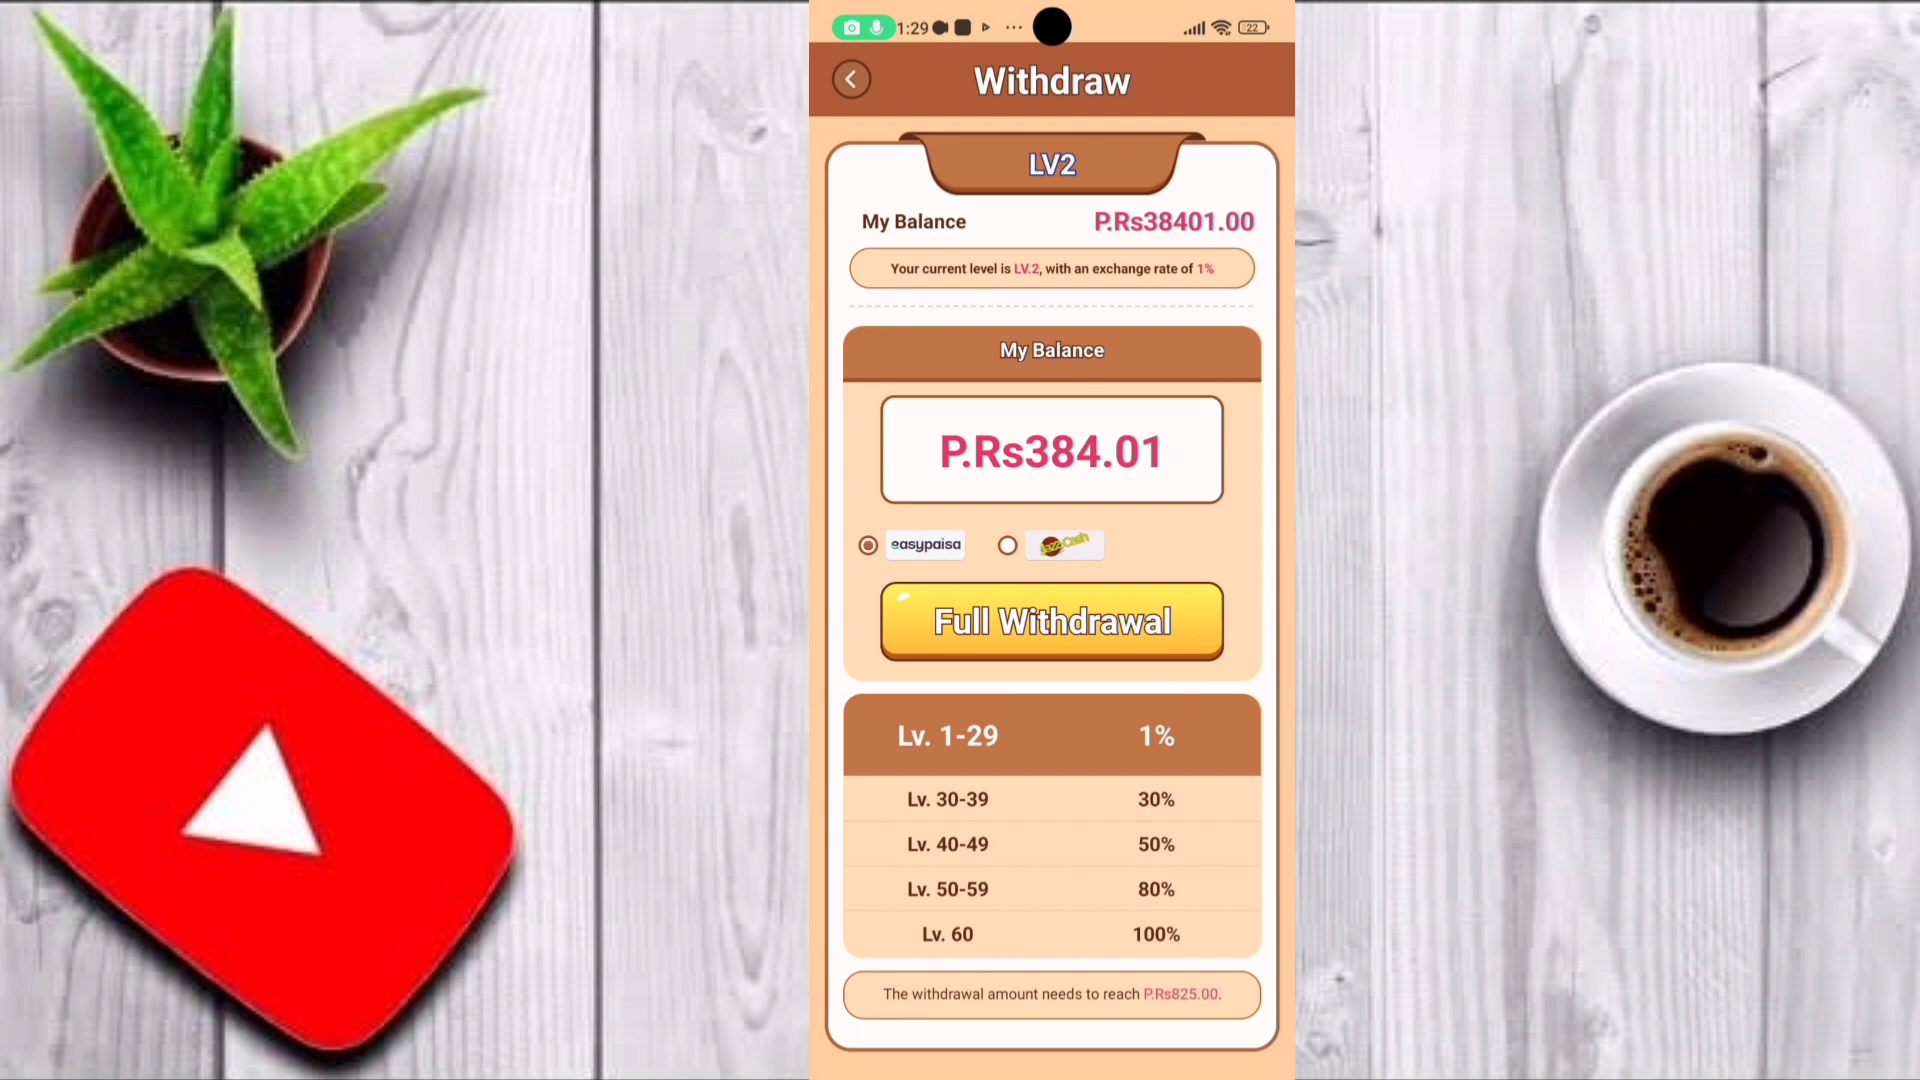 1:29
22
Withdraw
LV2
My Balance P.Rs38401.00
Your current level is LV.2, with an exchange rate of 1%
My Balance
P.Rs384.01
easypaisa JazzCash
Full Withdrawal
Lv. 1-29 1%
Lv. 30-39 30%
Lv. 40-49 50%
Lv. 50-59 80%
Lv. 60 100%
The withdrawal amount needs to reach P.Rs825.00.